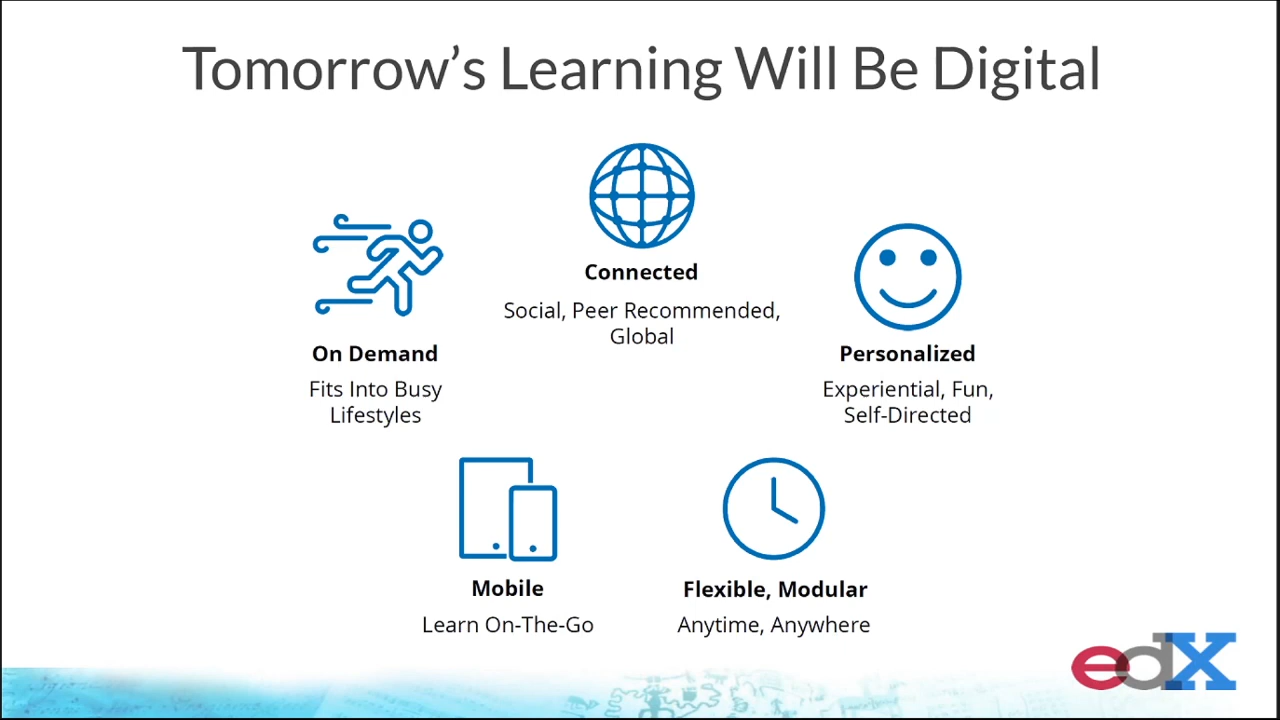 Tomorrow’s Learning Will Be Digital
Connected
Social, Peer Recommended,
Global
On Demand
Fits Into Busy
Lifestyles
Personalized
Experiential, Fun,
Self-Directed
Mobile
Learn On-The-Go
Flexible, Modular
Anytime, Anywhere
edX